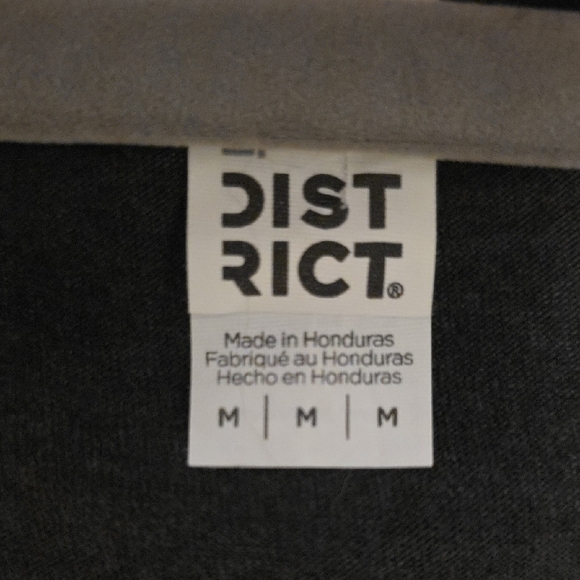 DIST
RICT®
Made in Honduras
Fabriqué au Honduras
Hecho en Honduras
M | M | M